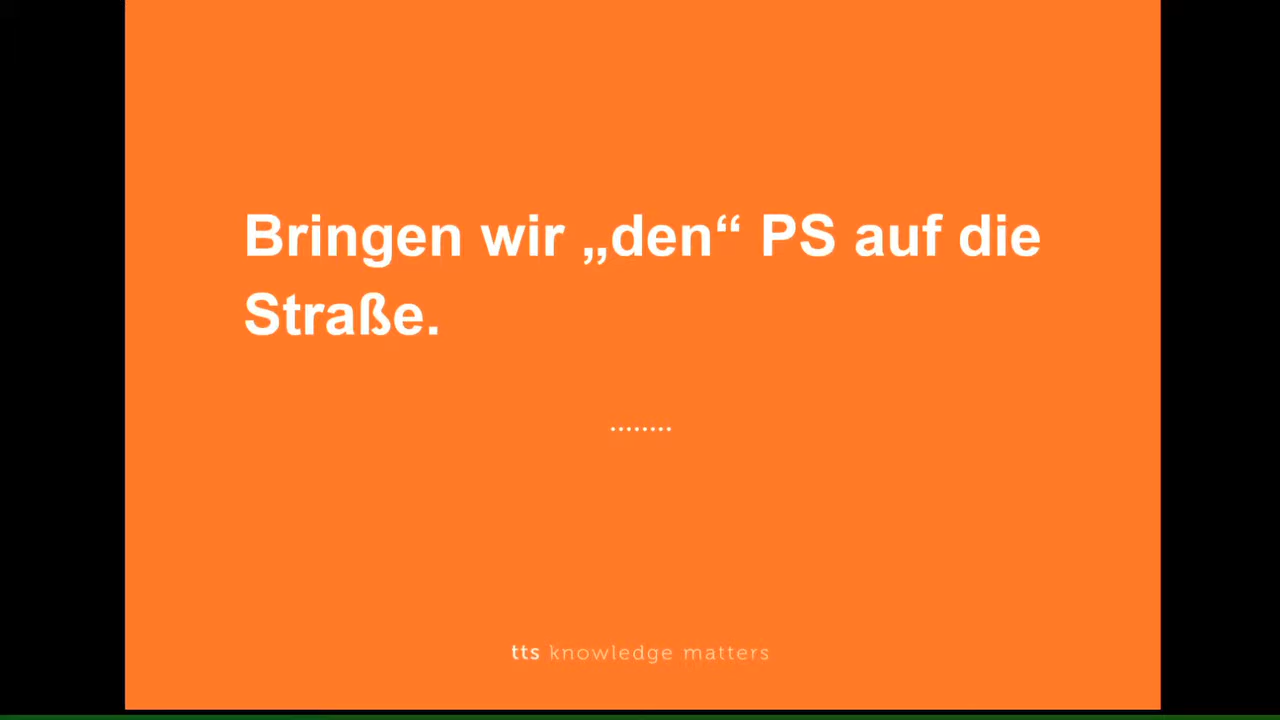 Bringen wir „den“ PS auf die
Straße.
........
tts knowledge matters